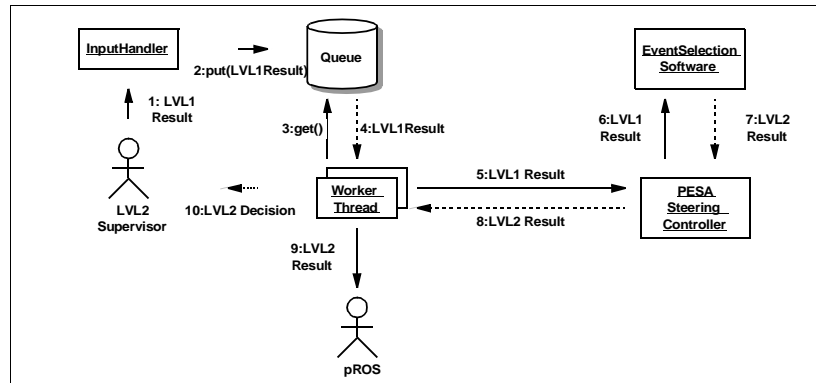 InputHandler
2:put(LVL1Result)
Queue
EventSelection
Software
1: LVL1
Result
3:get()
4:LVL1Result
6:LVL1
Result
7:LVL2
Result
LVL2
Supervisor
10:LVL2 Decision
Worker
Thread
5:LVL1 Result
8:LVL2 Result
PESA
Steering
Controller
9:LVL2
Result
pROS